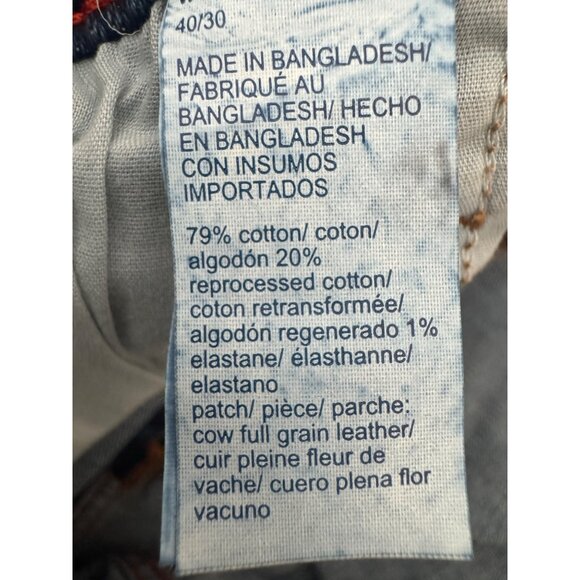 40/30
MADE IN BANGLADESH/
FABRIQUÉ AU
BANGLADESH/ HECHO
EN BANGLADESH
CON INSUMOS
IMPORTADOS
79% cotton/ coton/
algodón 20%
reprocessed cotton/
coton retransformée/
algodón regenerado 1%
elastane/ élasthanne/
elastano
patch/ pièce/ parche:
cow full grain leather/
cuir pleine fleur de
vache/ cuero plena flor
vacuno